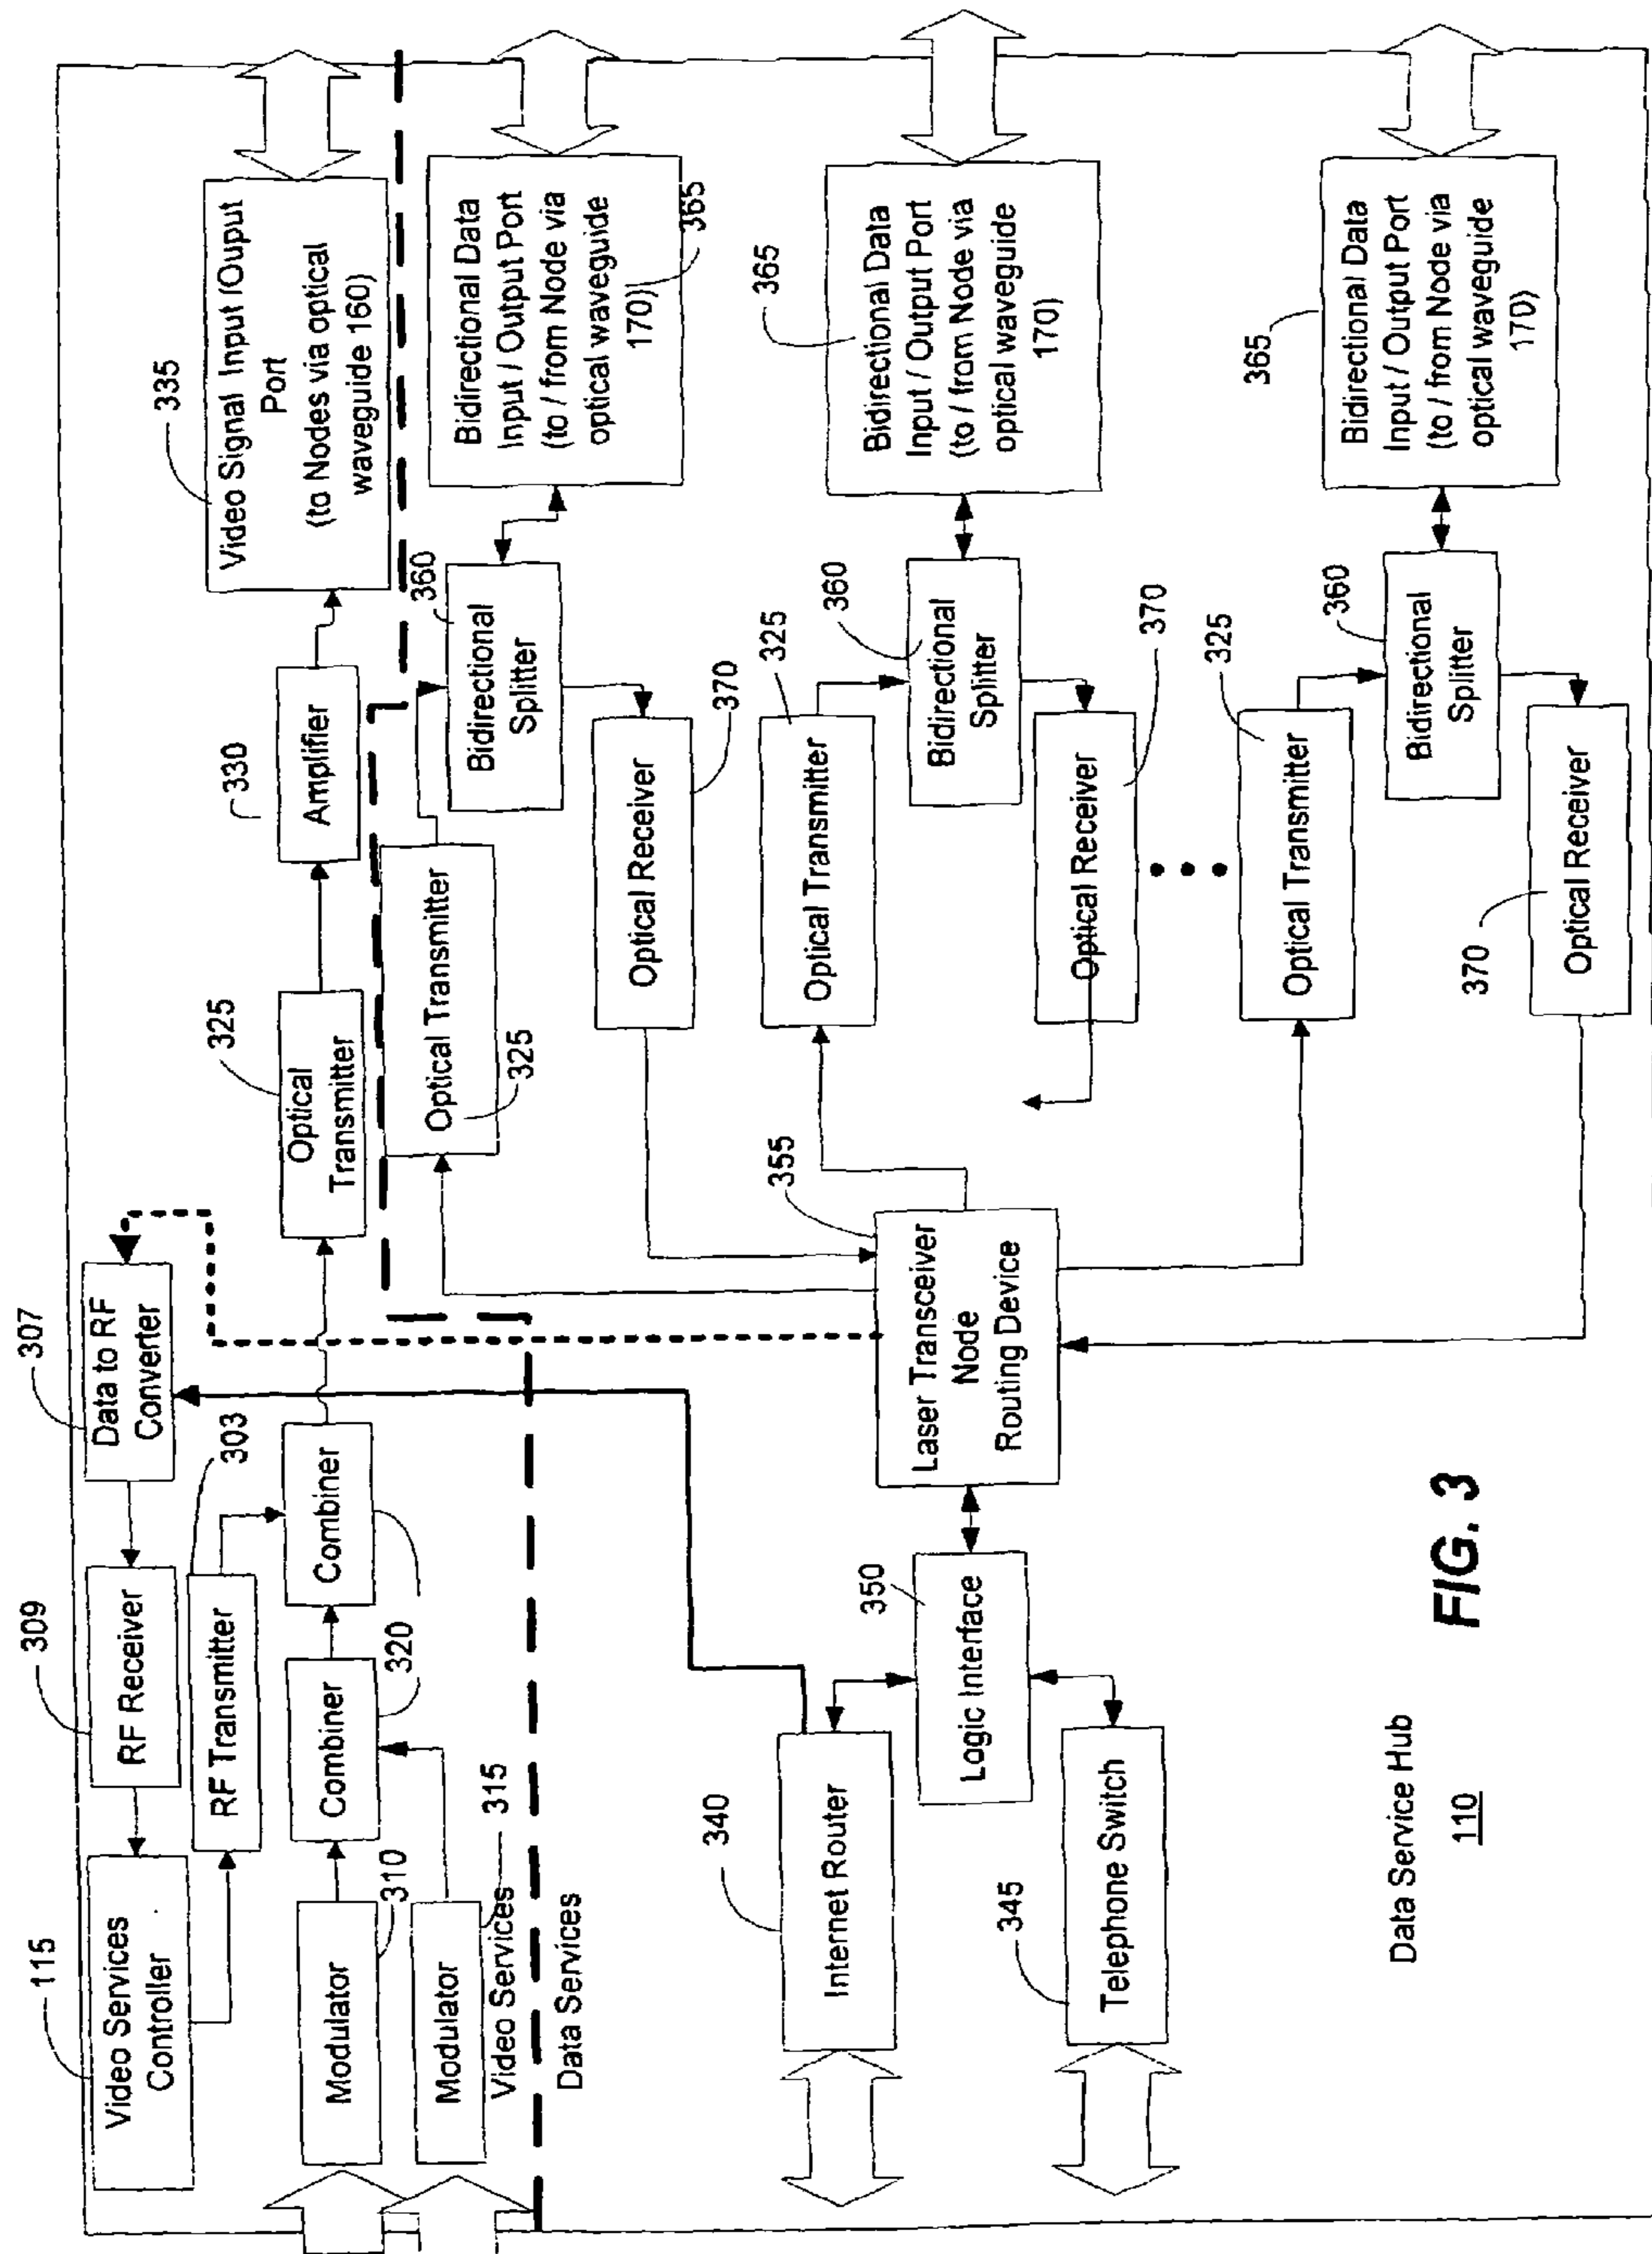 115
Video Services
Controller
309
RF Receiver
307
Data to RF
Converter
RF Transmitter
303
Modulator
310
Combiner
320
Combiner
325
Optical
Transmitter
330
Amplifier
335
Video Signal Input (Ouput
Port
(to Nodes via optical
waveguide 160)
Modulator
315
Video Services
Data Services
Optical Transmitter
325
360
Bidirectional
Splitter
Bidirectional Data
Input / Output Port
(to / from Node via
optical waveguide
170)
365
Optical Receiver
370
340
Internet Router
350
Logic Interface
345
Telephone Switch
355
Laser Transceiver
Node
Routing Device
325
Optical Transmitter
360
Bidirectional
Splitter
365
Bidirectional Data
Input / Output Port
(to / from Node via
optical waveguide
170)
Optical Receiver
370
325
Optical Transmitter
360
Bidirectional
Splitter
365
Bidirectional Data
Input / Output Port
(to / from Node via
optical waveguide
170)
370
Optical Receiver
Data Service Hub
110
FIG. 3